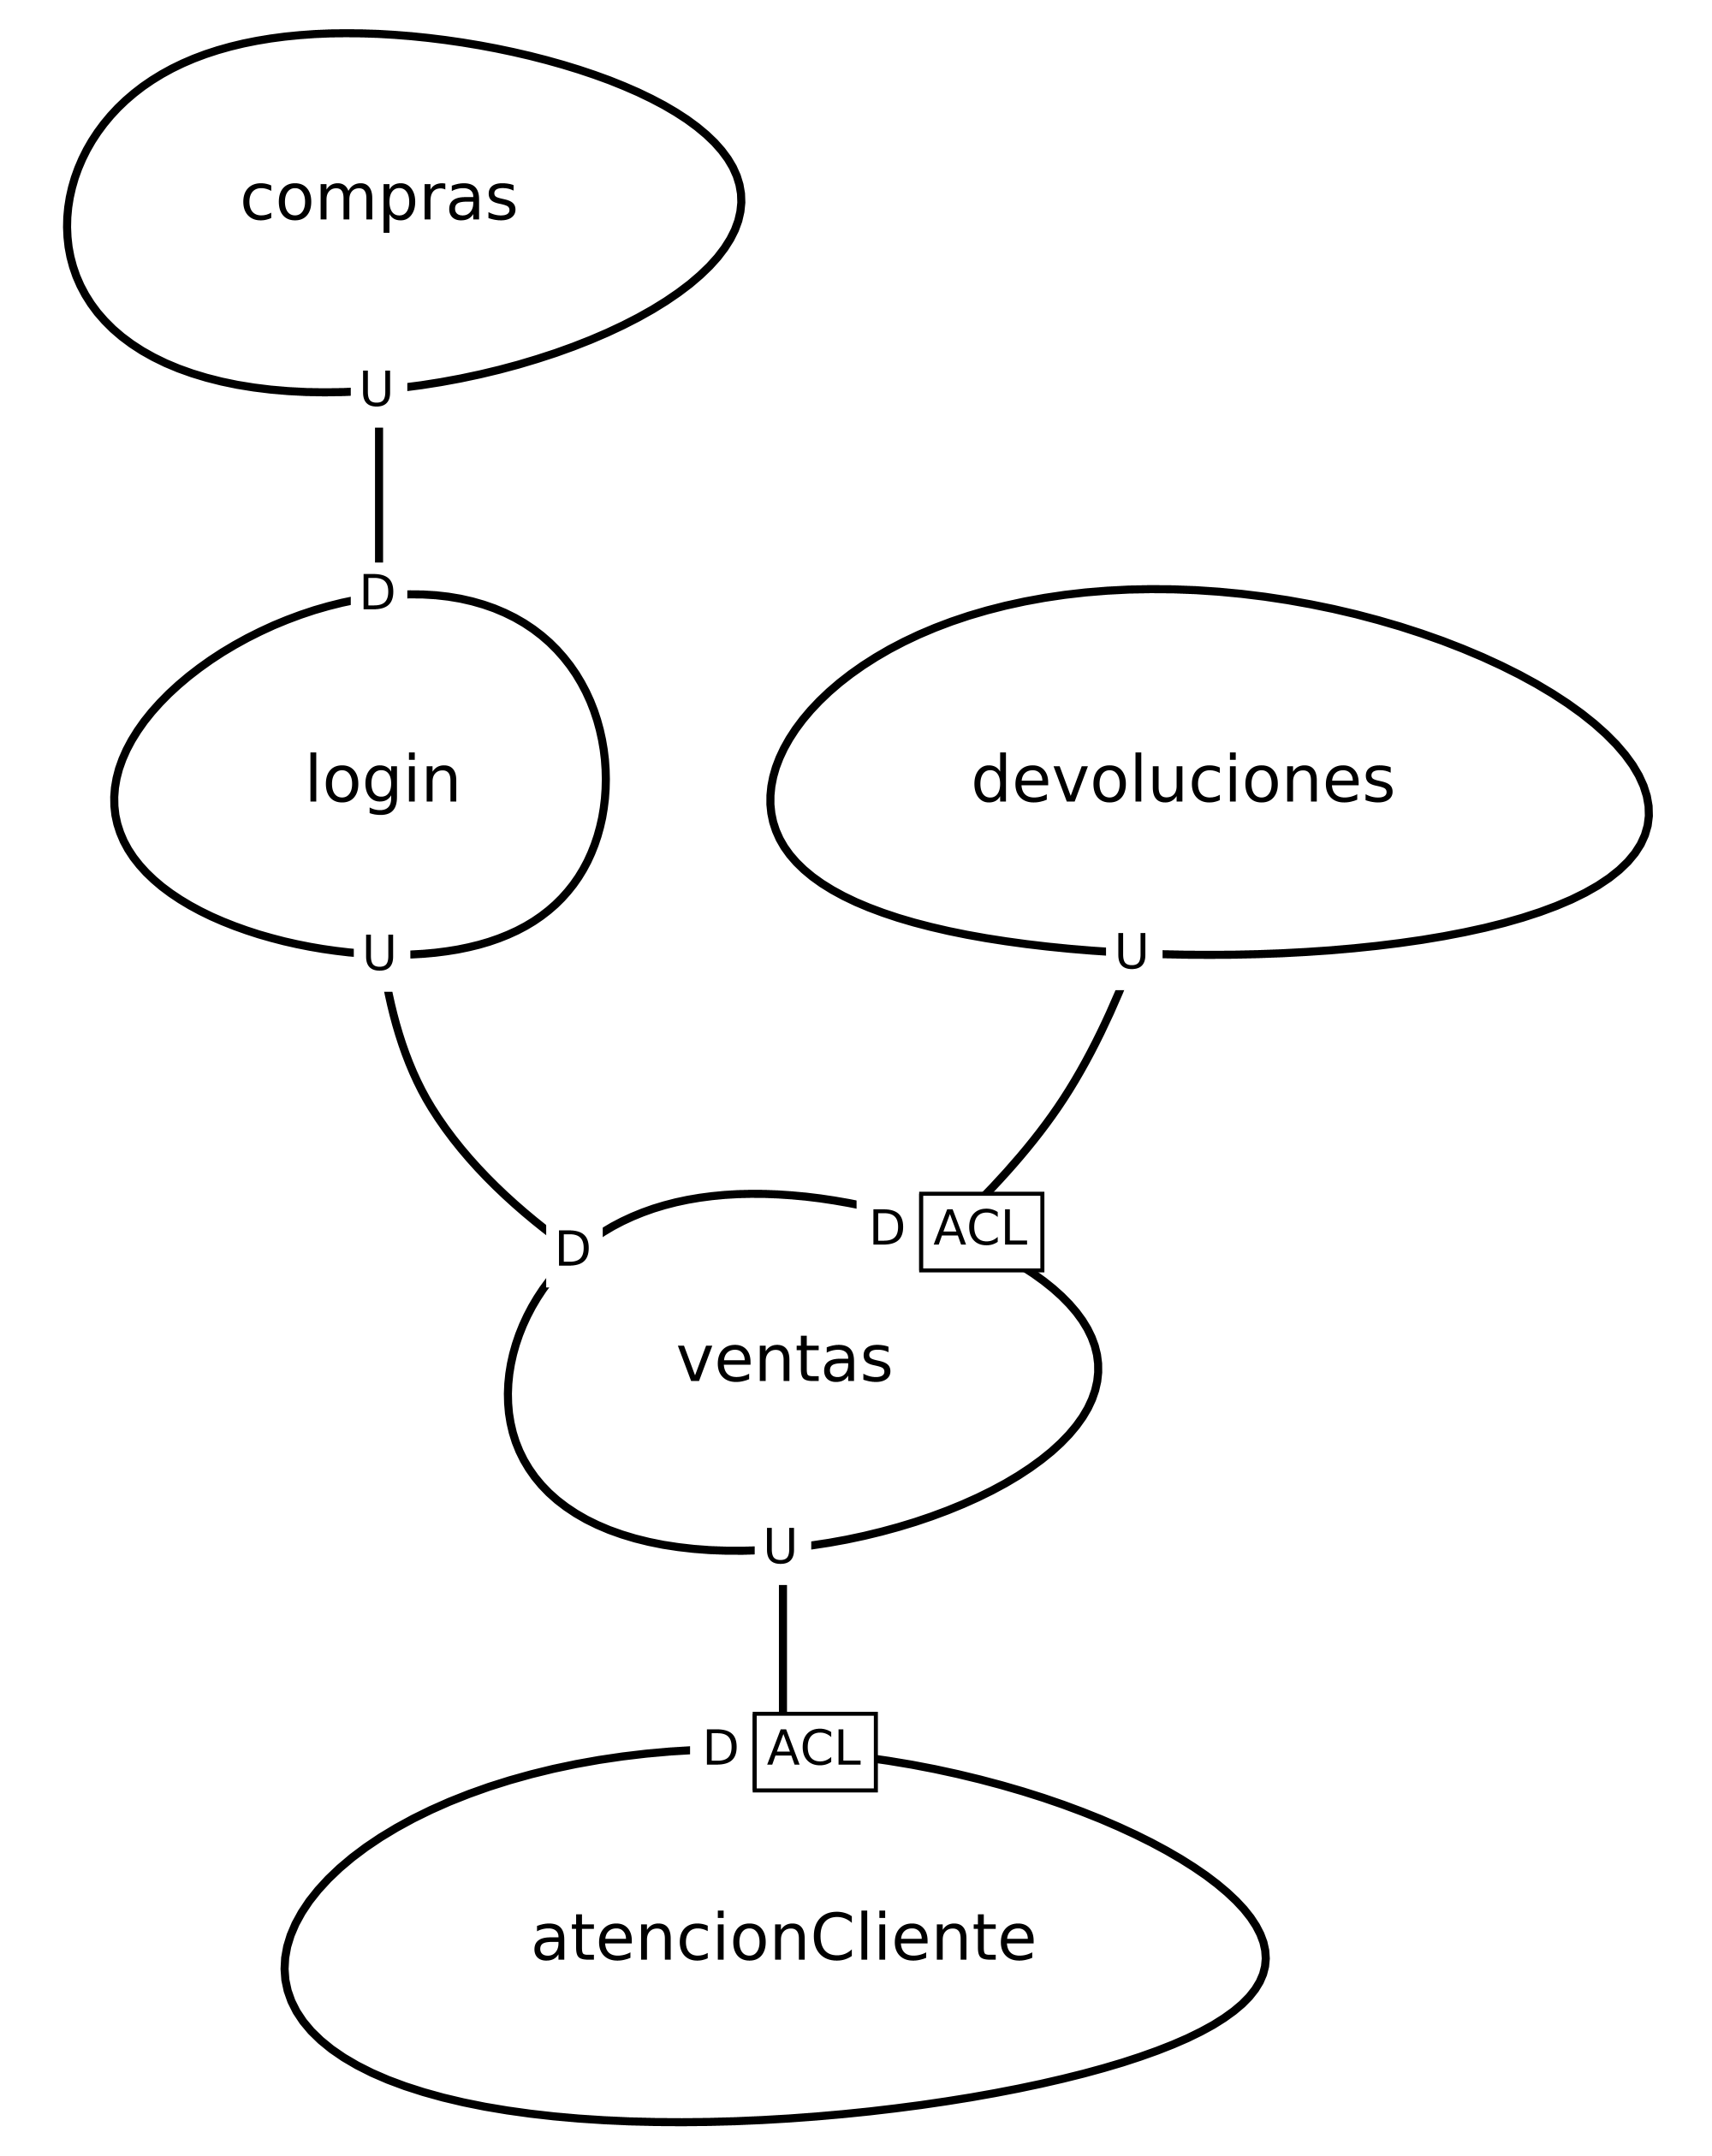 compras
U
D
login
devoluciones
U
U
D
D ACL
ventas
U
D ACL
atencionCliente